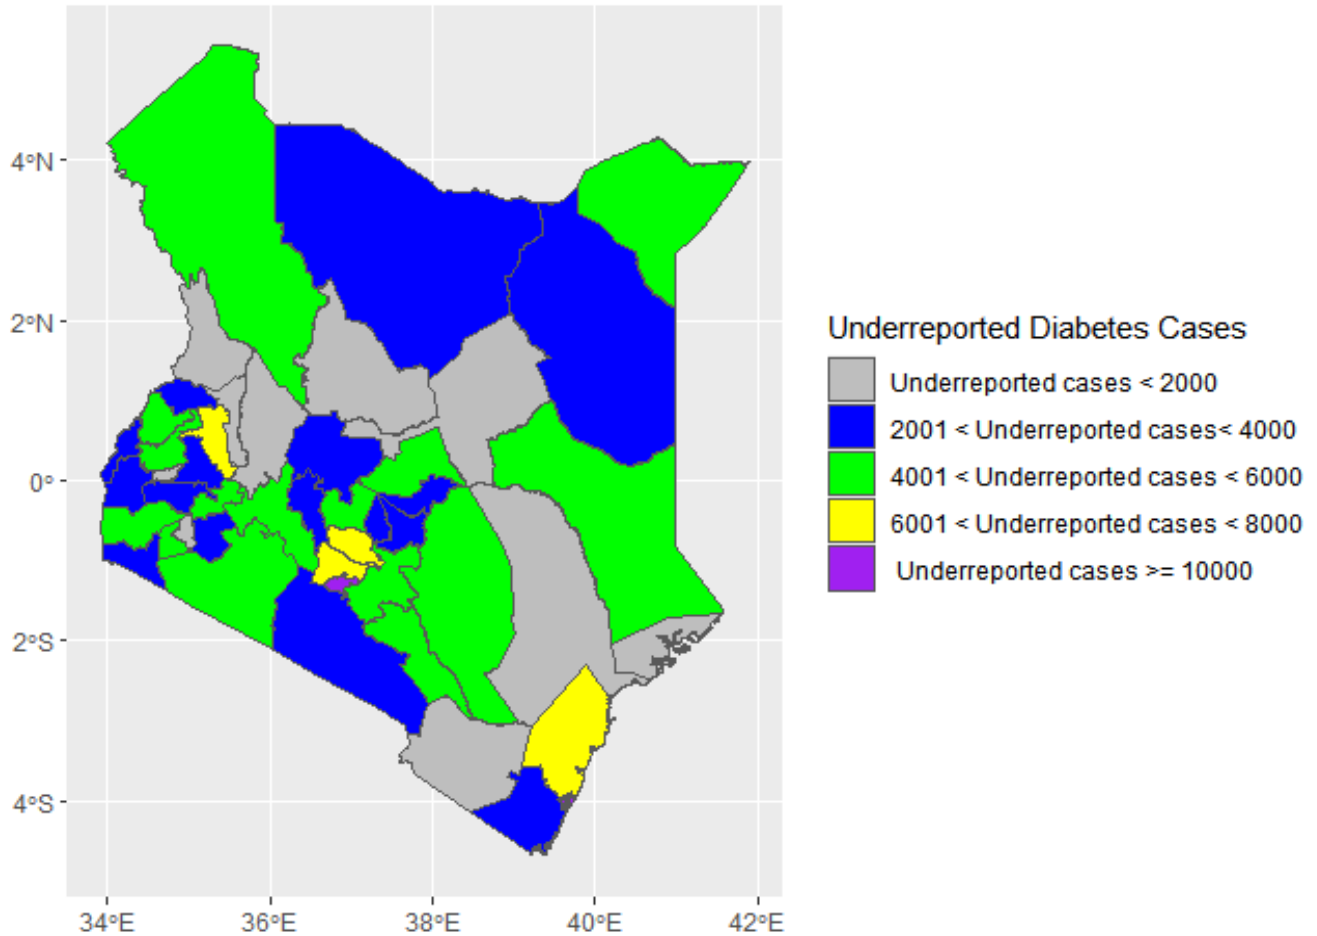 4°N
2°N
0°
2°S
4°S
34°E
36°E
38°E
40°E
42°E
Underreported Diabetes Cases
Underreported cases < 2000
2001 < Underreported cases< 4000
4001 < Underreported cases < 6000
6001 < Underreported cases < 8000
Underreported cases >= 10000